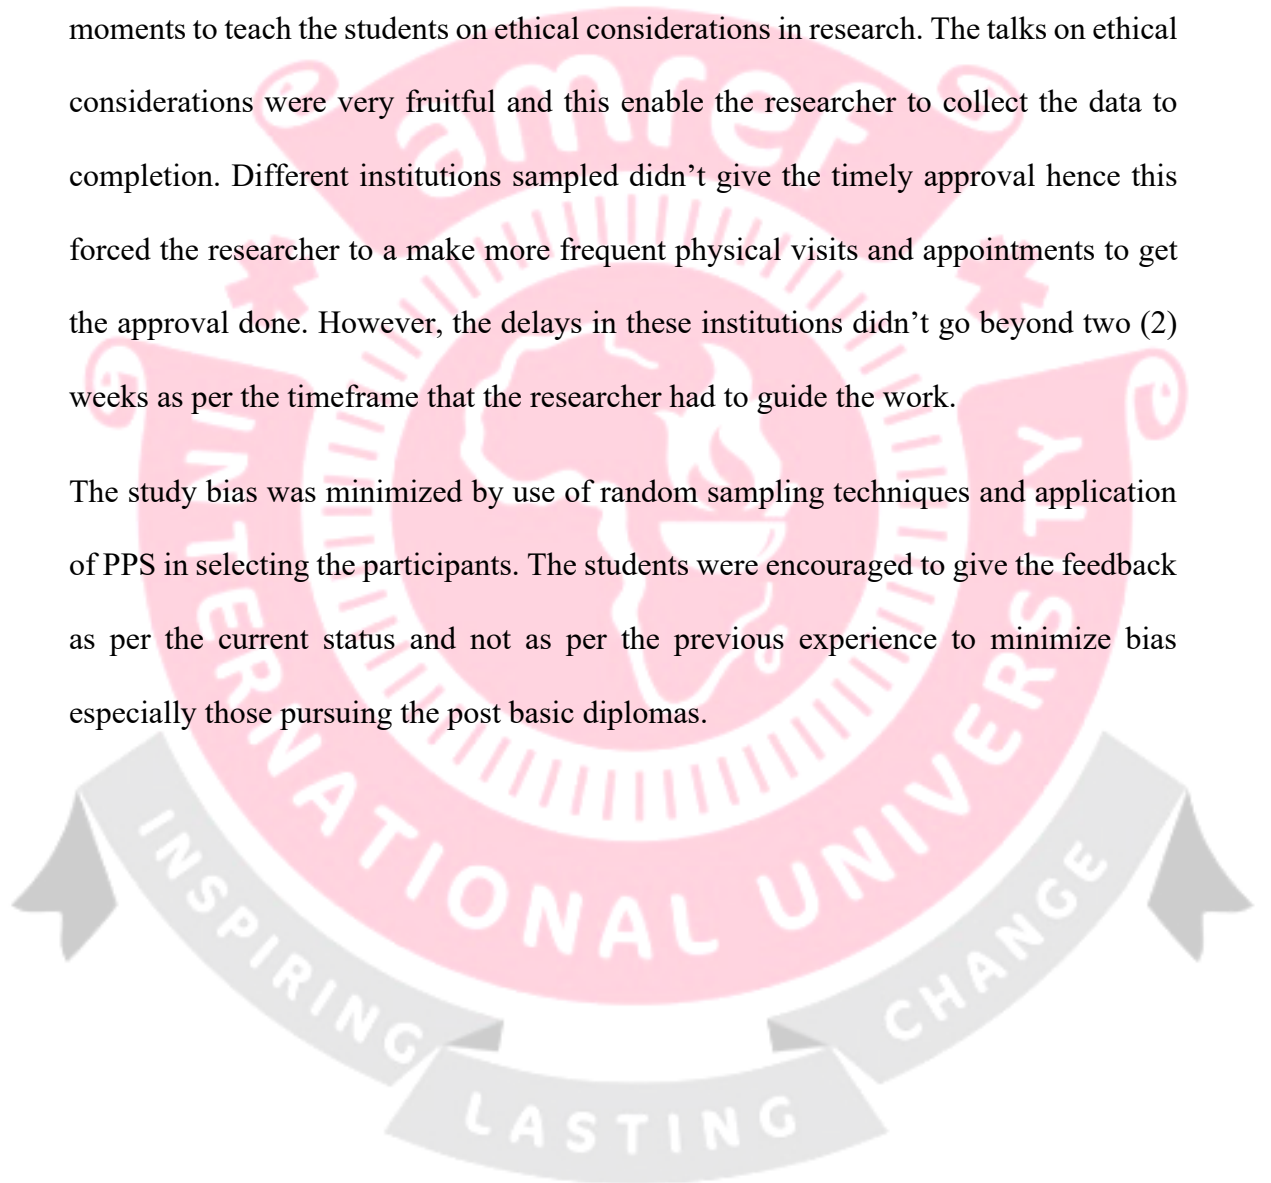 moments to teach the students on ethical considerations in research. The talks on ethical
considerations were very fruitful and this enable the researcher to collect the data to
completion. Different institutions sampled didn’t give the timely approval hence this
forced the researcher to a make more frequent physical visits and appointments to get
the approval done. However, the delays in these institutions didn’t go beyond two (2)
weeks as per the timeframe that the researcher had to guide the work.
The study bias was minimized by use of random sampling techniques and application
of PPS in selecting the participants. The students were encouraged to give the feedback
as per the current status and not as per the previous experience to minimize bias
especially those pursuing the post basic diplomas.
amref
INTERNATIONAL UNIVERSITY
INSPIRING
LASTING
CHANGE